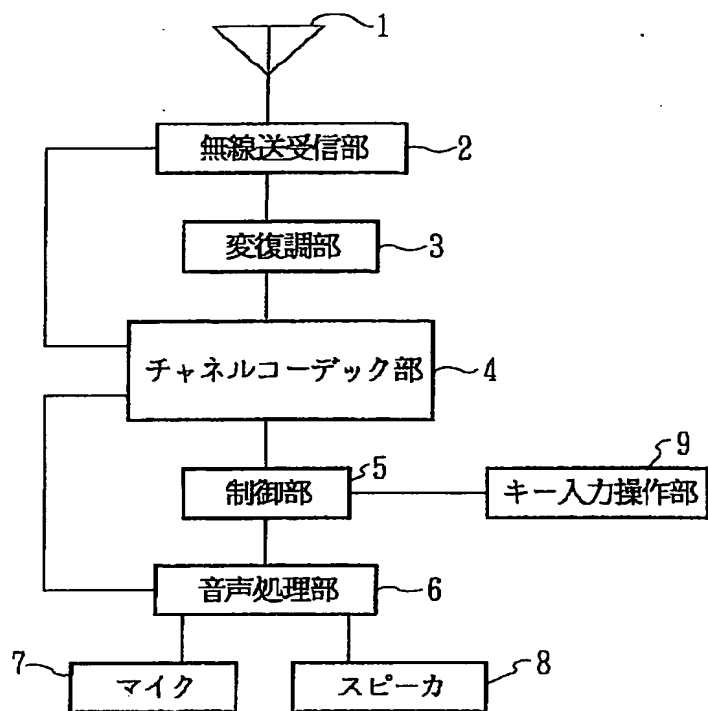 1
無線送受信部
2
変復調部
3
チャネルコーデック部
4
制御部
5
キー入力操作部
9
音声処理部
6
7
マイク
スピーカ
8